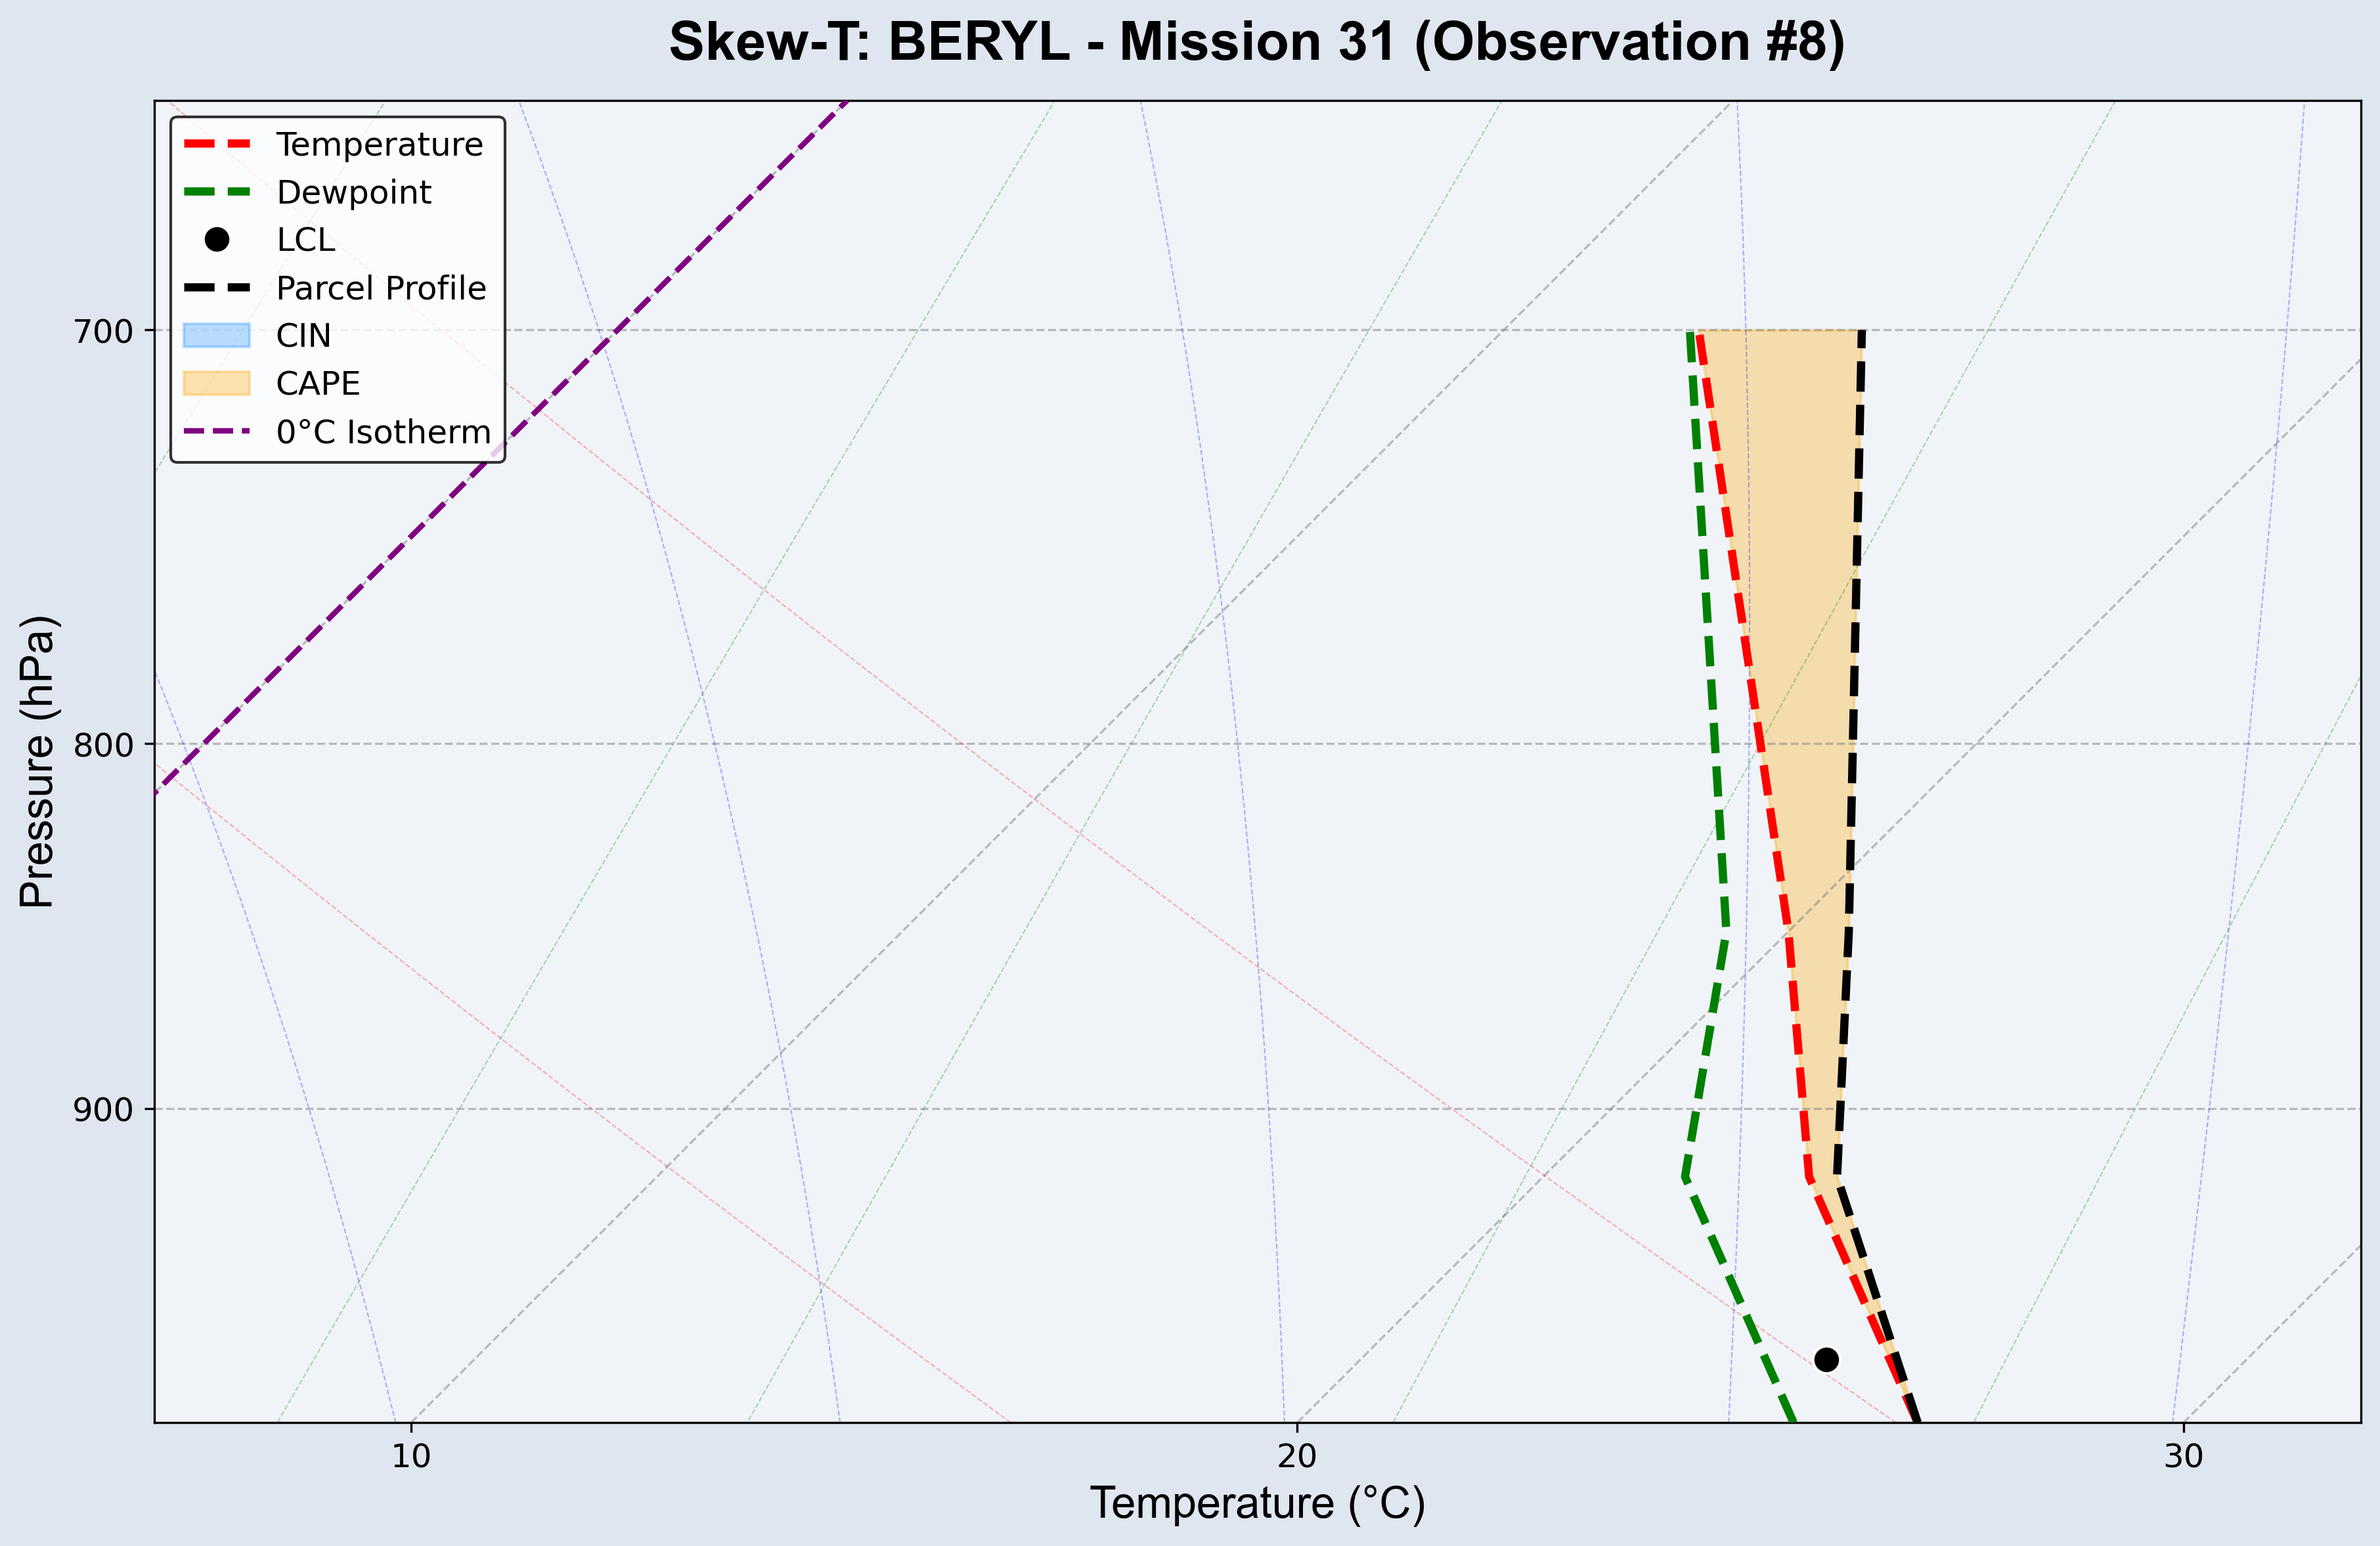 Skew-T: BERYL - Mission 31 (Observation #8)
Temperature
Dewpoint
LCL
Parcel Profile
CIN
CAPE
0°C Isotherm
Pressure (hPa)
700
800
900
10
20
30
Temperature (°C)